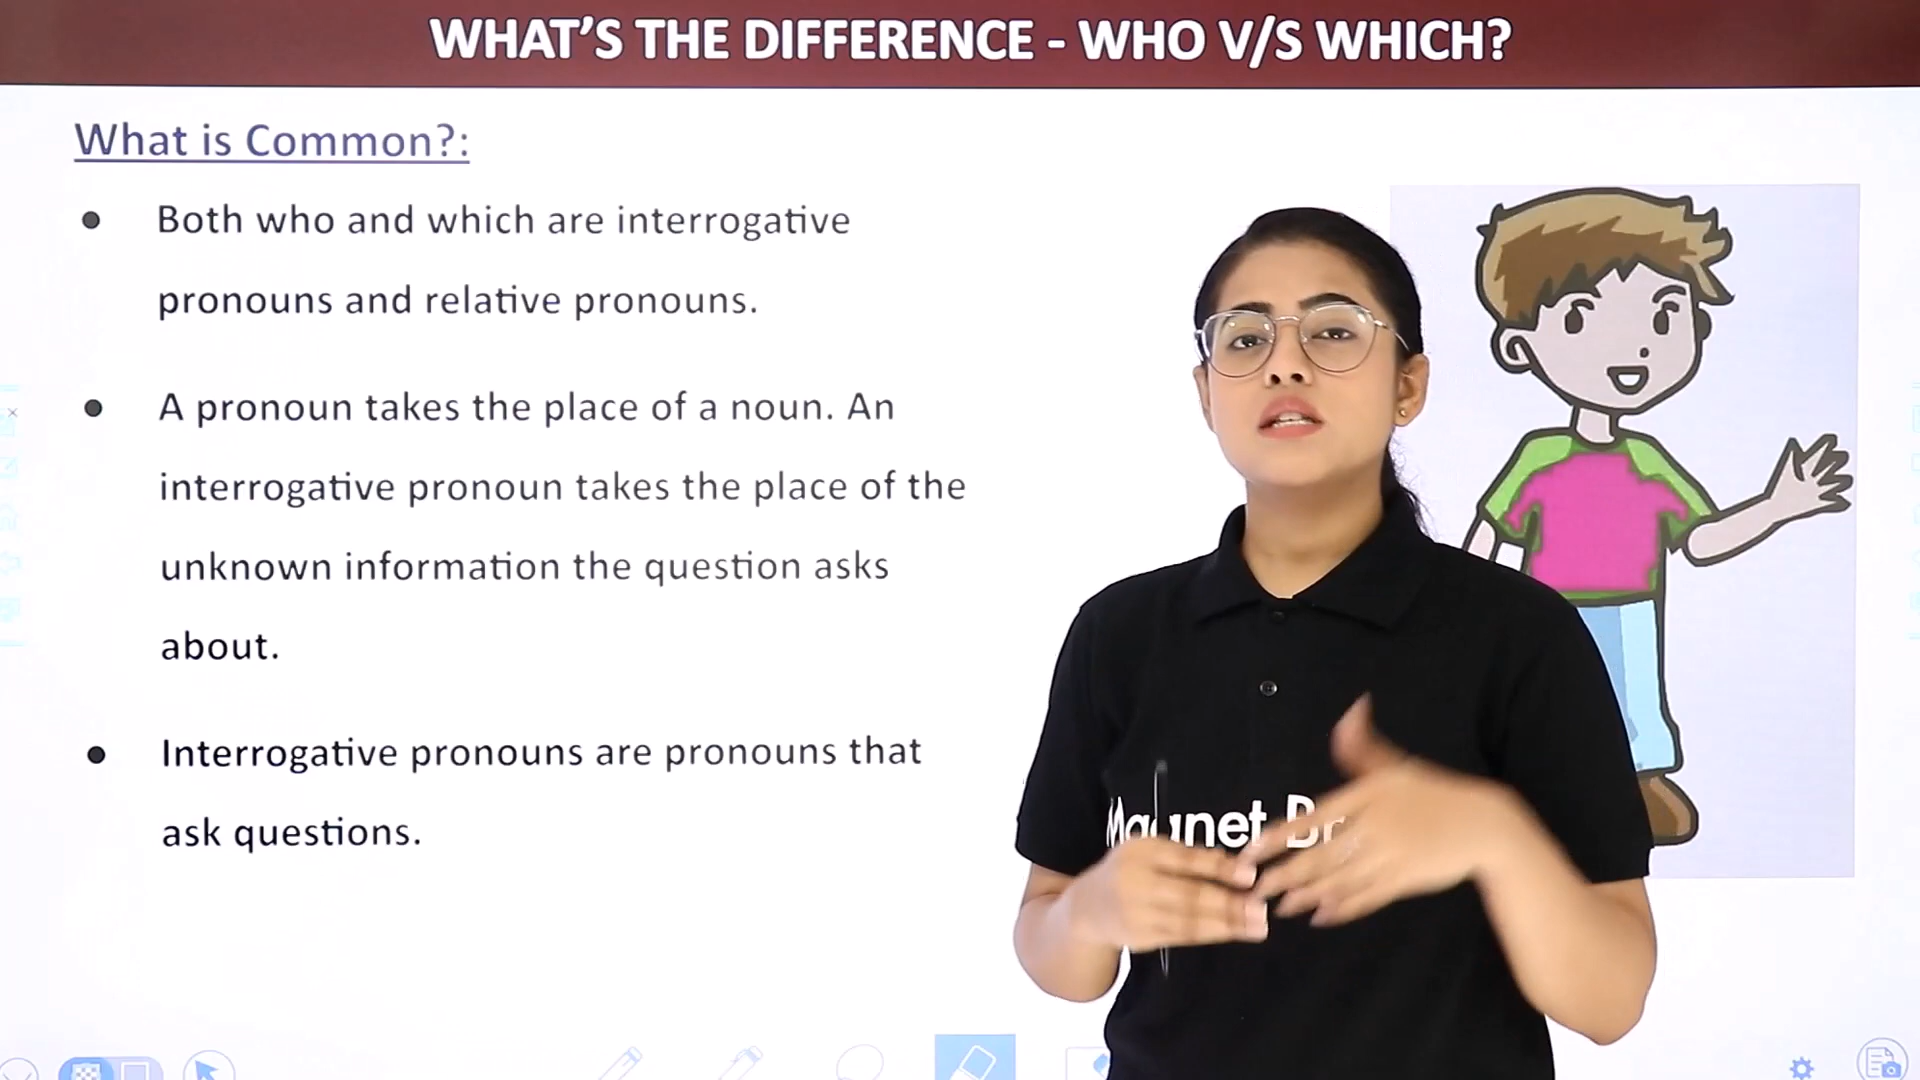 WHAT'S THE DIFFERENCE - WHO V/S WHICH?
What is Common?:
● Both who and which are interrogative
pronouns and relative pronouns.
● A pronoun takes the place of a noun. An
interrogative pronoun takes the place of the
unknown information the question asks
about.
● Interrogative pronouns are pronouns that
ask questions.
Magnet